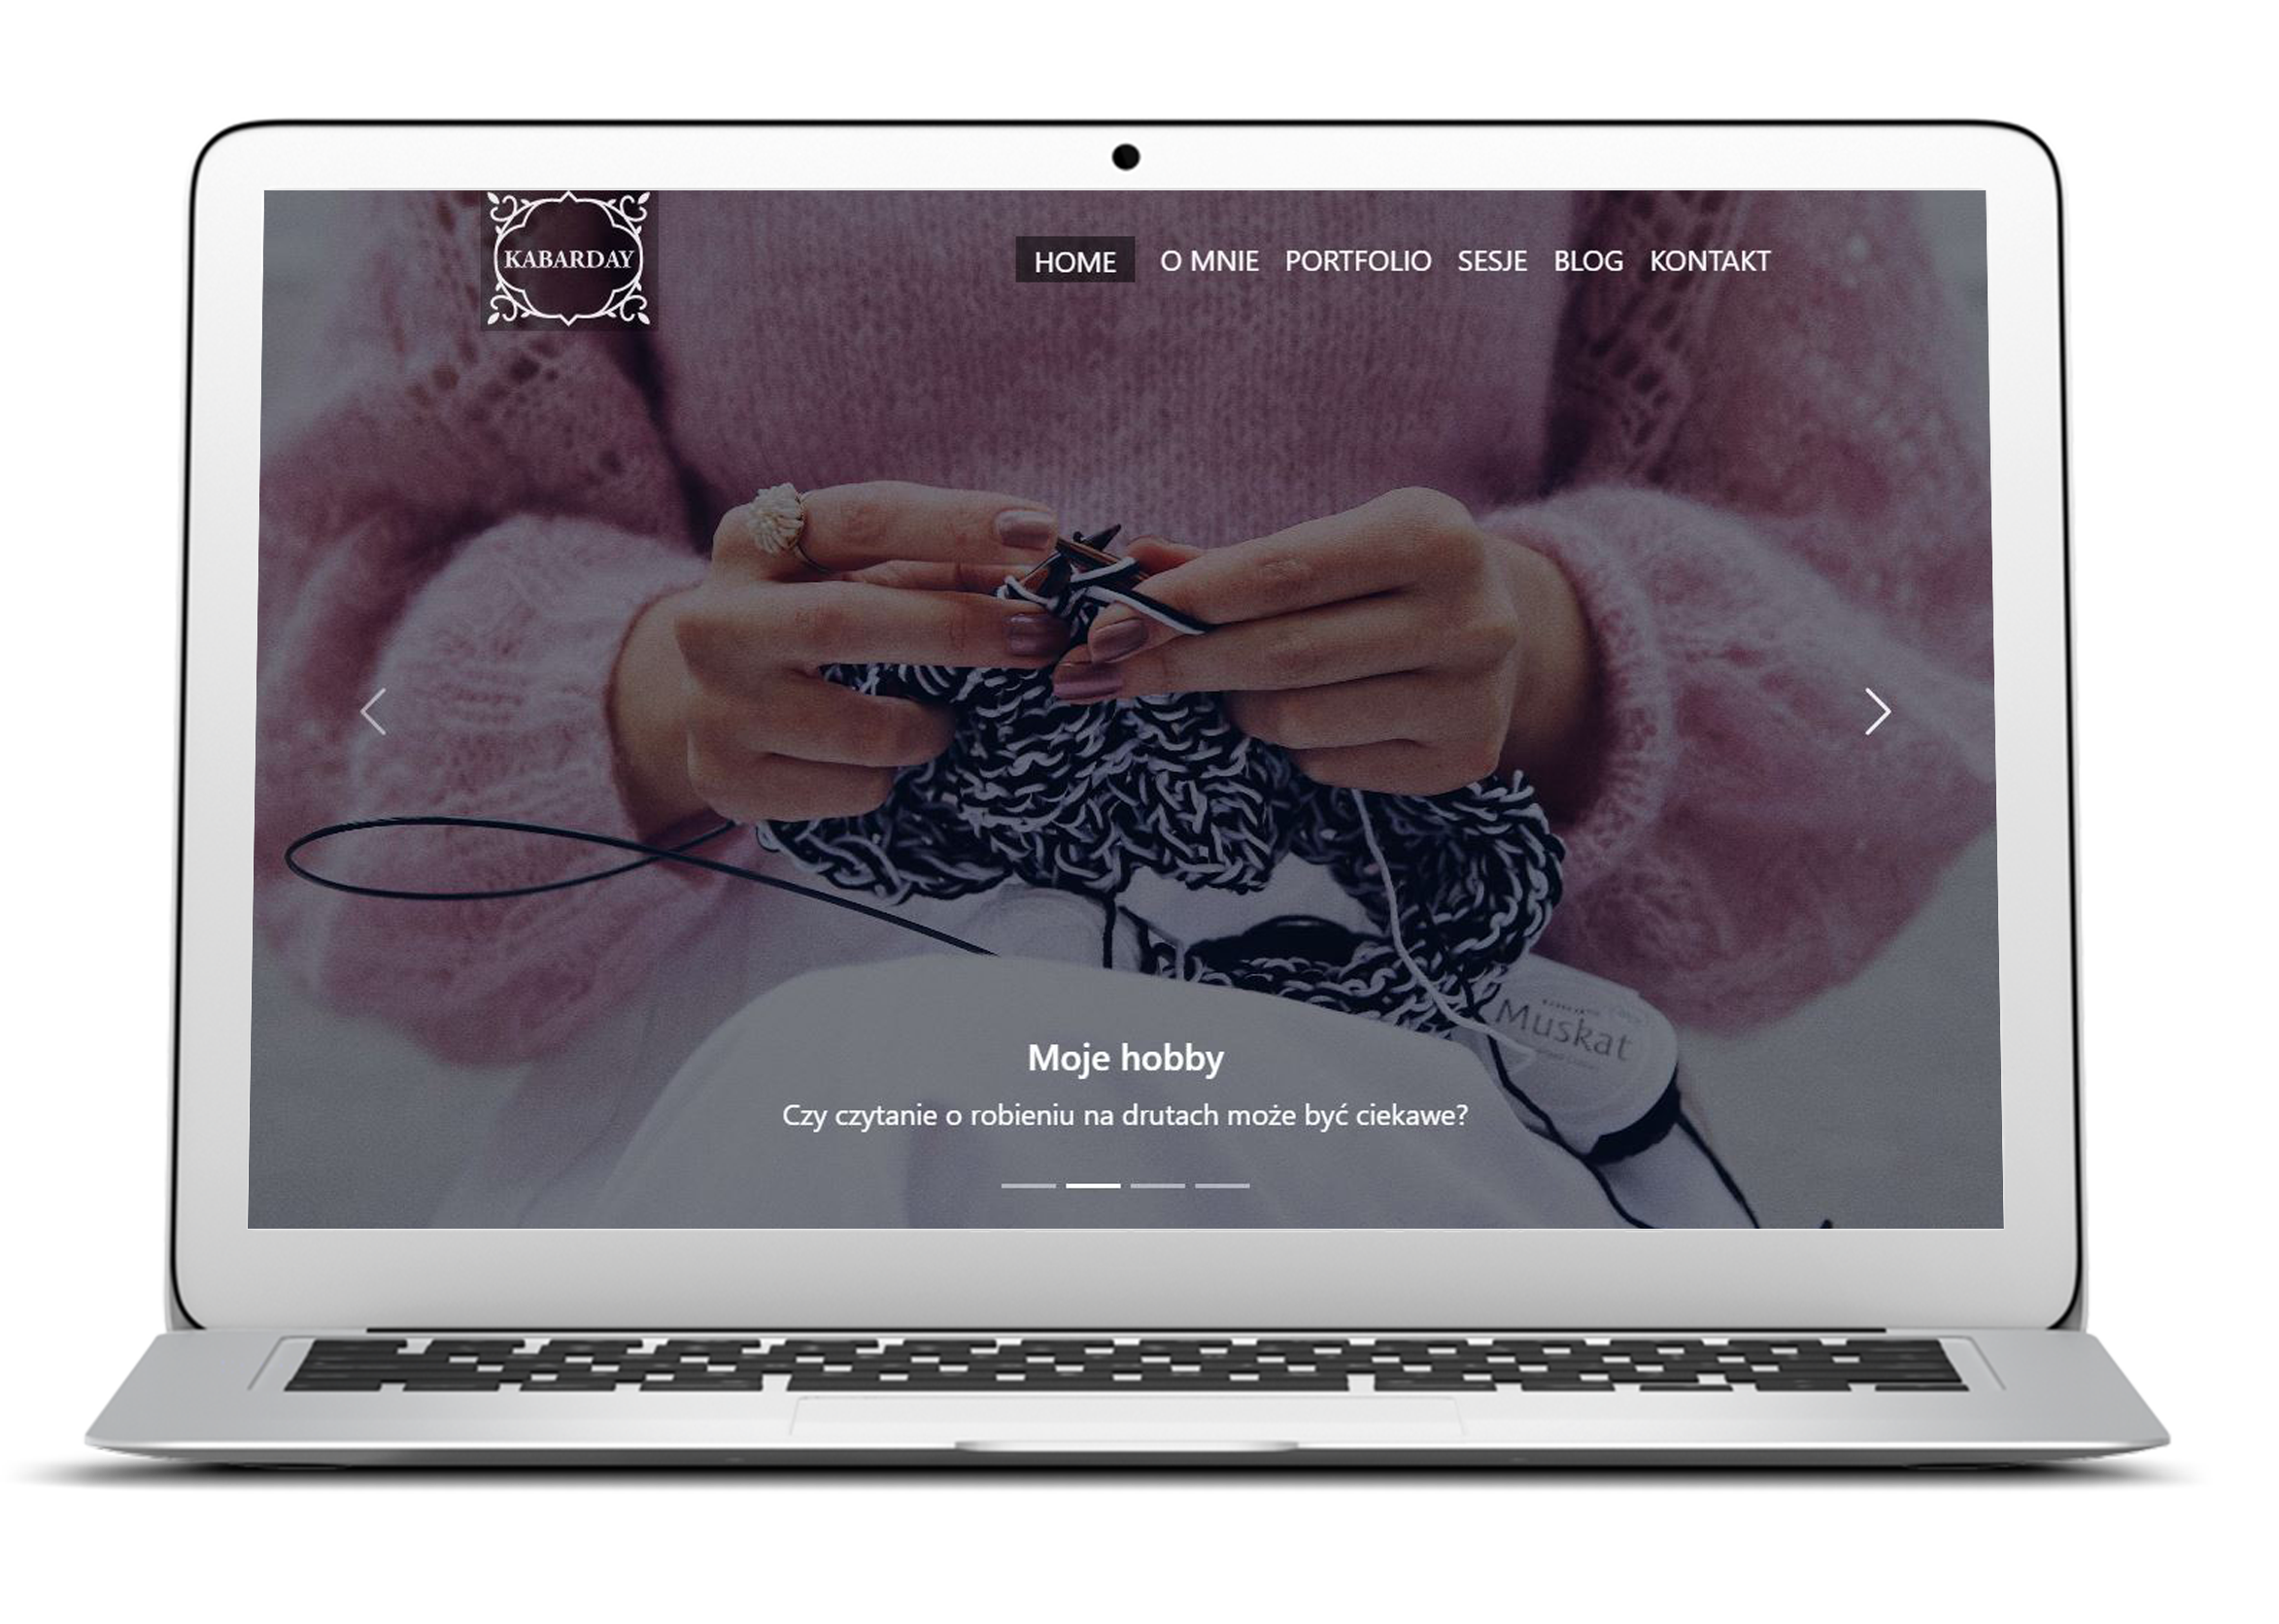 KABARDAY
HOME O MNIE PORTFOLIO SESJE BLOG KONTAKT
Muskat
Moje hobby
Czy czytanie o robieniu na drutach może być ciekawe?